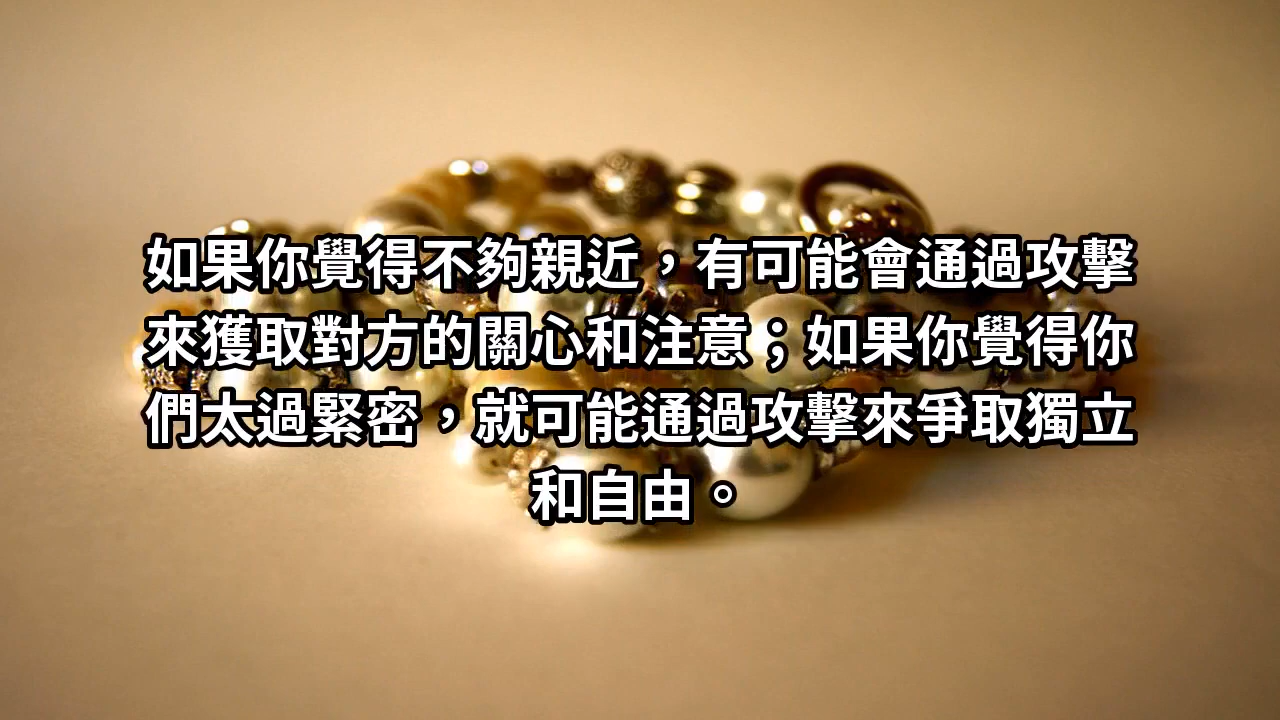 如果你覺得不夠親近，有可能會通過攻擊
來獲取對方的關心和注意；如果你覺得你
們太過緊密，就可能通過攻擊來爭取獨立
和自由。